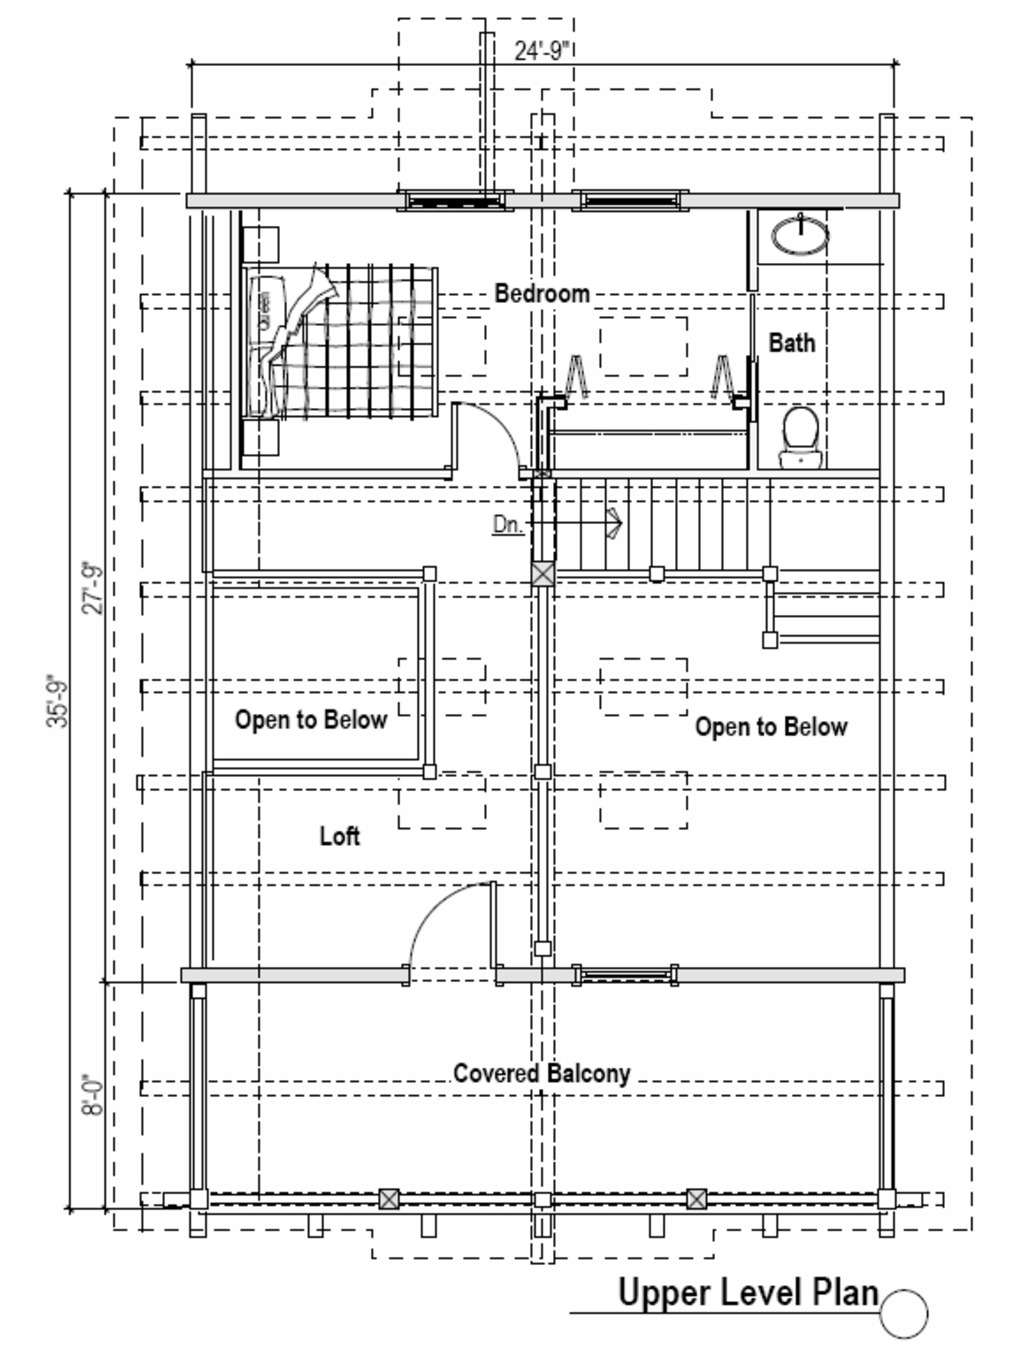 24'-9"
Queen
Bedroom
Bath
Dn.
27'-9"
35'-9"
Open to Below
Open to Below
Loft
Covered Balcony
8'-0"
Upper Level Plan